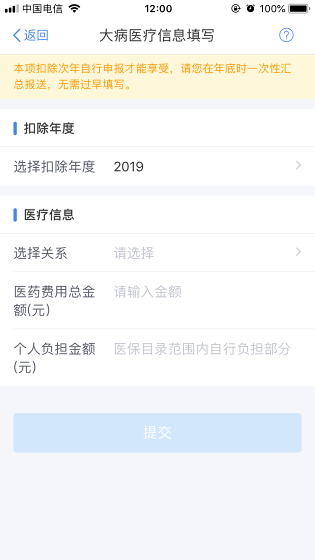 中国电信 12:00 100%
返回 大病医疗信息填写 ?
本项扣除次年自行申报才能享受，请您在年底时一次性汇
总报送，无需过早填写。
扣除年度
选择扣除年度 2019
医疗信息
选择关系 请选择
医药费用总金 请输入金额
额(元)
个人负担金额 医保目录范围内自行负担部分
(元)
提交